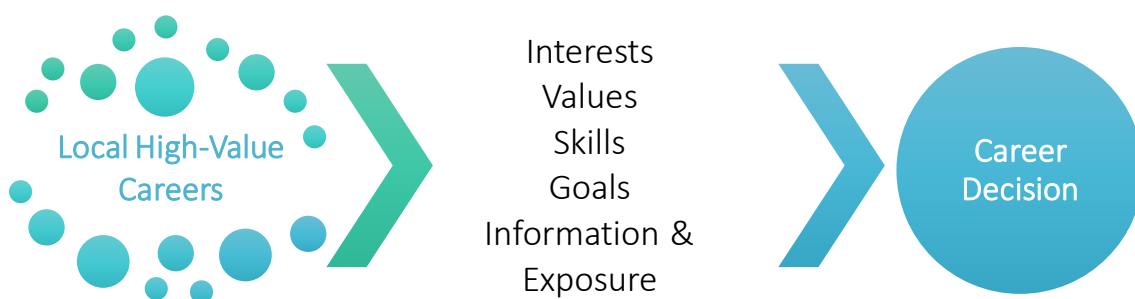 Local High-Value
Careers
Interests
Values
Skills
Goals
Information &
Exposure
Career
Decision